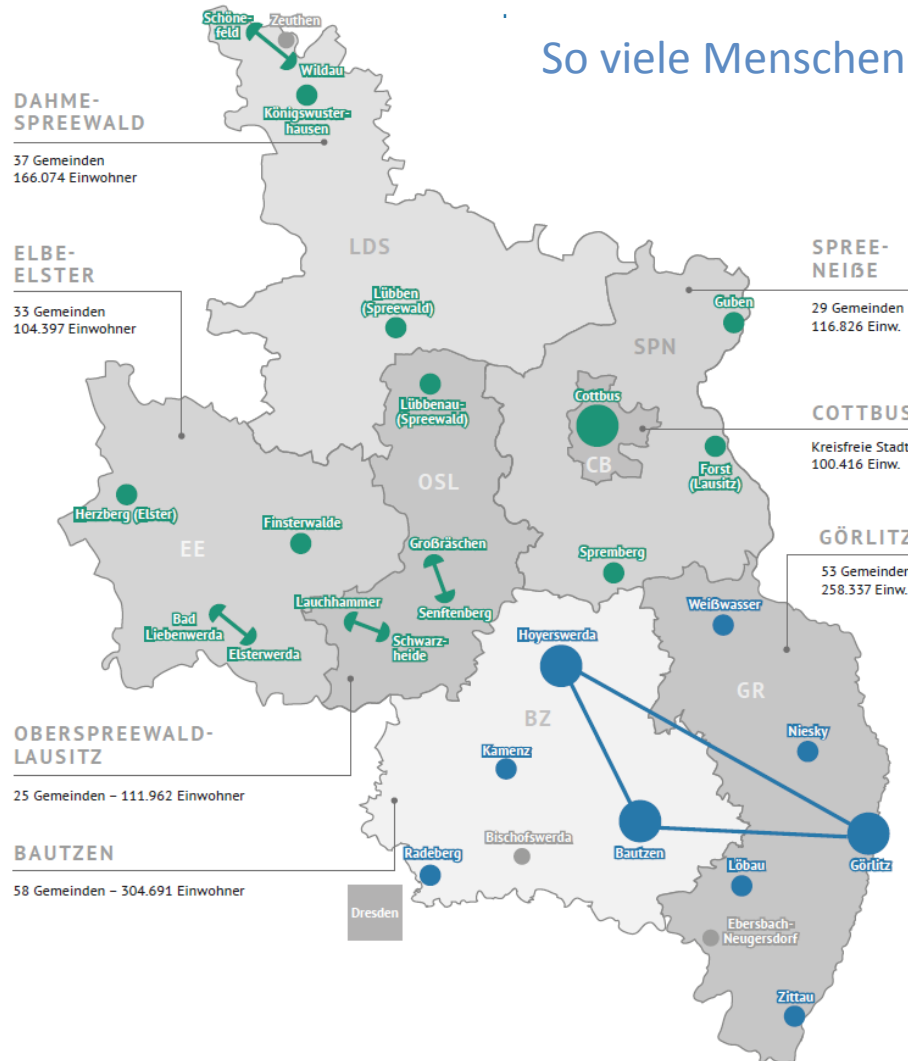 So viele Menschen
Schöne-
feld
Zeuthen
Wildau
Königswuster-
hausen
DAHME-
SPREEWALD
37 Gemeinden
166.074 Einwohner
LDS
ELBE-
ELSTER
33 Gemeinden
104.397 Einwohner
Lübben
(Spreewald)
SPREE-
NEIßE
29 Gemeinden
116.826 Einw.
Guben
SPN
Lübbenau-
(Spreewald)
Cottbus
CB
COTTBUS
Kreisfreie Stadt
100.416 Einw.
Forst
(Lausitz)
OSL
Herzberg (Elster)
Finsterwalde
EE
Großräschen
Senftenberg
Spremberg
GÖRLITZ
53 Gemeinden
258.337 Einw.
Lauchhammer
Schwarz-
heide
Bad
Liebenwerda
Elsterwerda
Weißwasser
Hoyerswerda
GR
BZ
OBERSPREEWALD-
LAUSITZ
25 Gemeinden – 111.962 Einwohner
Kamenz
Niesky
BAUTZEN
58 Gemeinden – 304.691 Einwohner
Radeberg
Bischofswerda
Bautzen
Görlitz
Löbau
Dresden
Ebersbach-
Neugersdorf
Zittau